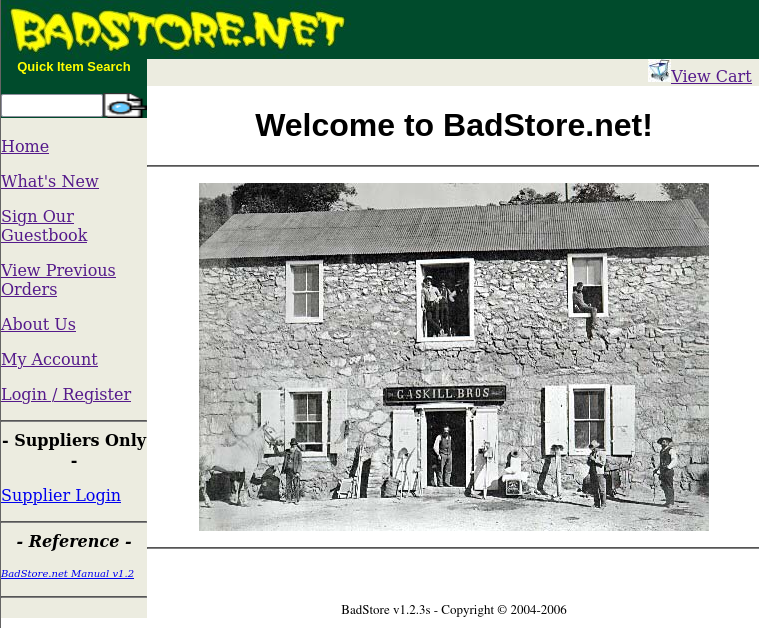 BADSTORE.NET
Quick Item Search
View Cart
Home
What's New
Sign Our
Guestbook
View Previous
Orders
About Us
My Account
Login / Register
- Suppliers Only
-
Supplier Login
- Reference -
BadStore.net Manual v1.2
Welcome to BadStore.net!
GASKILL BROS
BadStore v1.2.3s - Copyright © 2004-2006